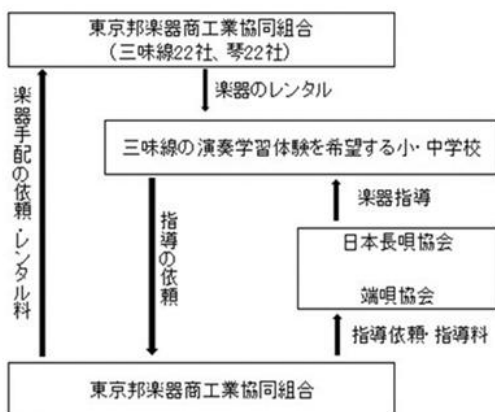 東京邦楽器商工業協同組合
（三味線22社、琴22社）
楽器のレンタル
三味線の演奏学習体験を希望する小・中学校
楽器手配の依頼・レンタル料
指導の依頼
楽器指導
日本長唄協会
端唄協会
指導依頼・指導料
東京邦楽器商工業協同組合